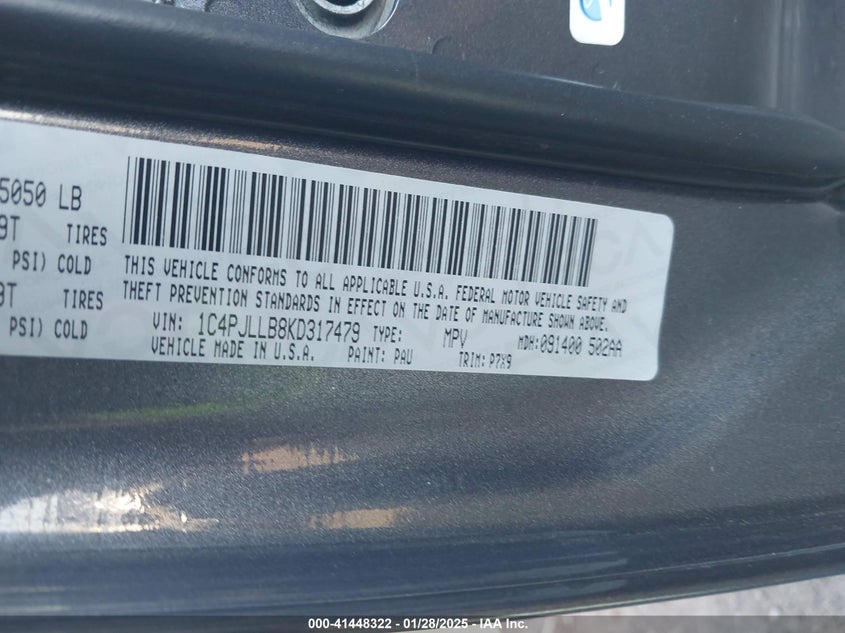 5050 LB
9T TIRES
PSI) COLD
9T TIRES
PSI) COLD
THIS VEHICLE CONFORMS TO ALL APPLICABLE U.S.A. FEDERAL MOTOR VEHICLE SAFETY AND
THEFT PREVENTION STANDARDS IN EFFECT ON THE DATE OF MANUFACTURE SHOWN ABOVE.
VIN: 1C4PJLLB8KD317479 TYPE: MPV MDH:091400 502AA
VEHICLE MADE IN U.S.A. PAINT: PAU TRIM: P7X9
000-41448322 | 01/28/2025 | © IAA Inc.